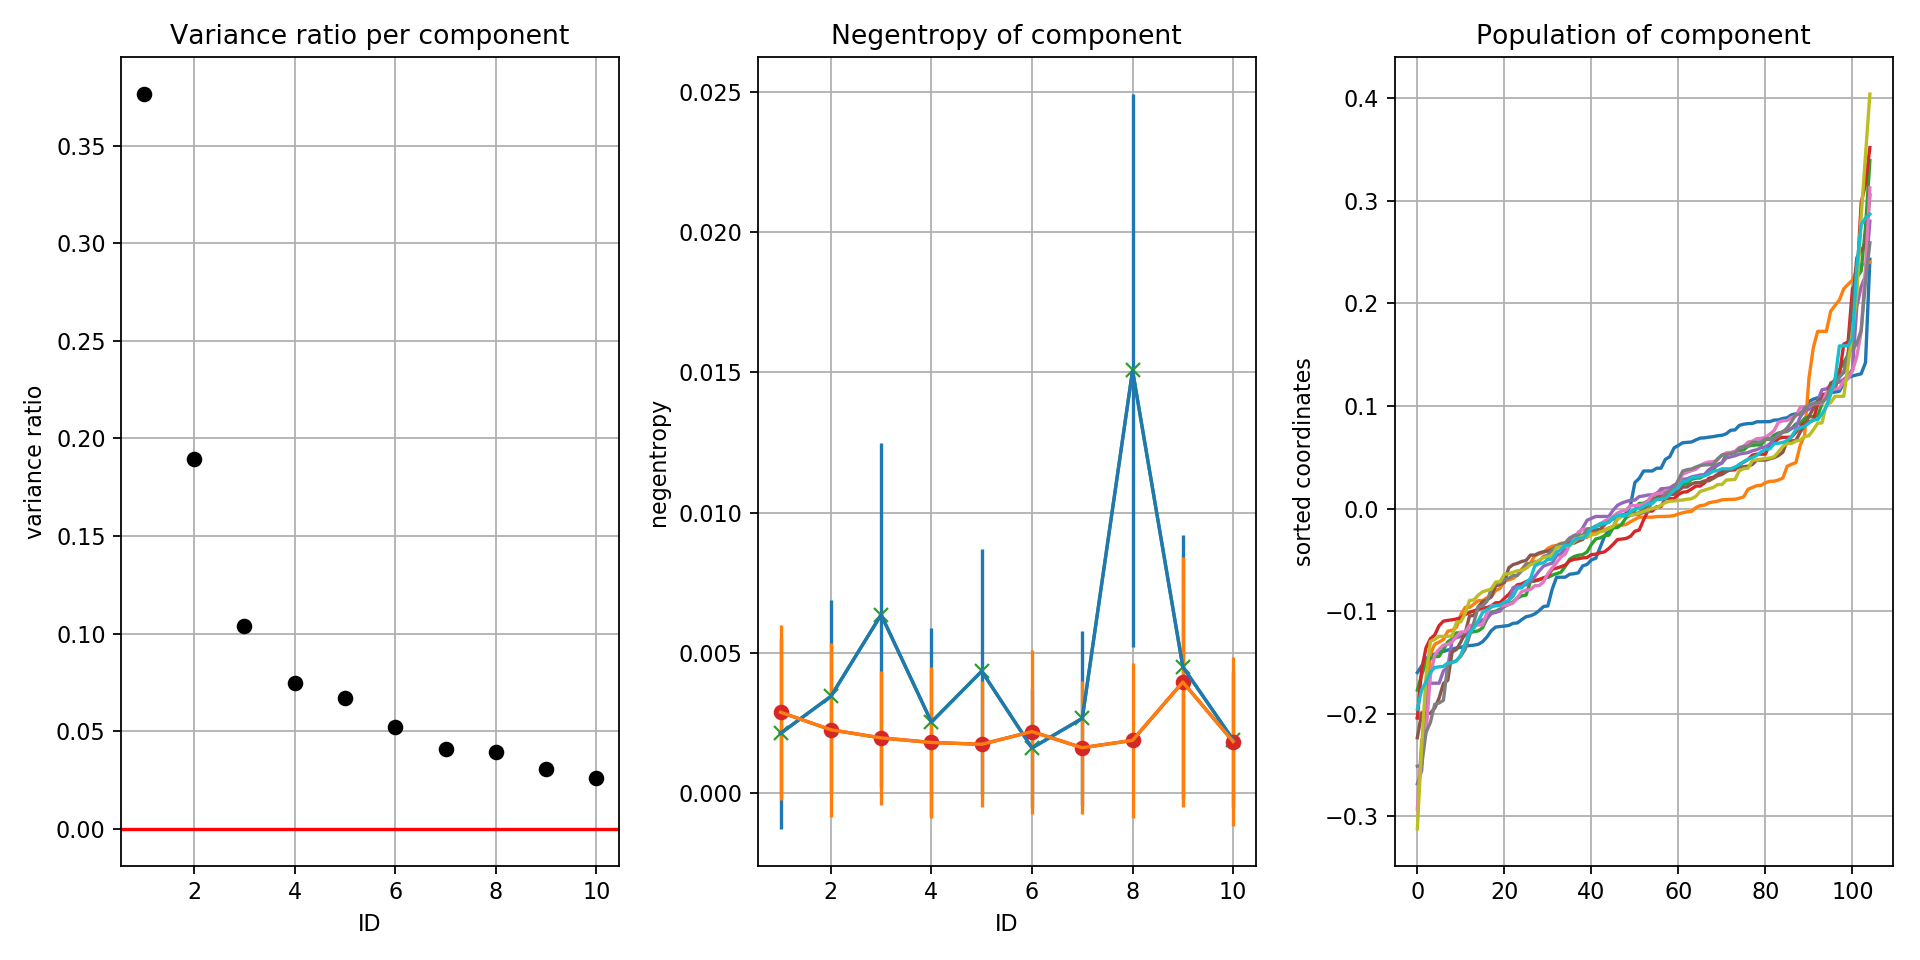 Variance ratio per component
variance ratio
0.35
0.30
0.25
0.20
0.15
0.10
0.05
0.00
2 4 6 8 10
ID
Negentropy of component
negentropy
0.025
0.020
0.015
0.010
0.005
0.000
2 4 6 8 10
ID
Population of component
sorted coordinates
0.4
0.3
0.2
0.1
0.0
−0.1
−0.2
−0.3
0 20 40 60 80 100